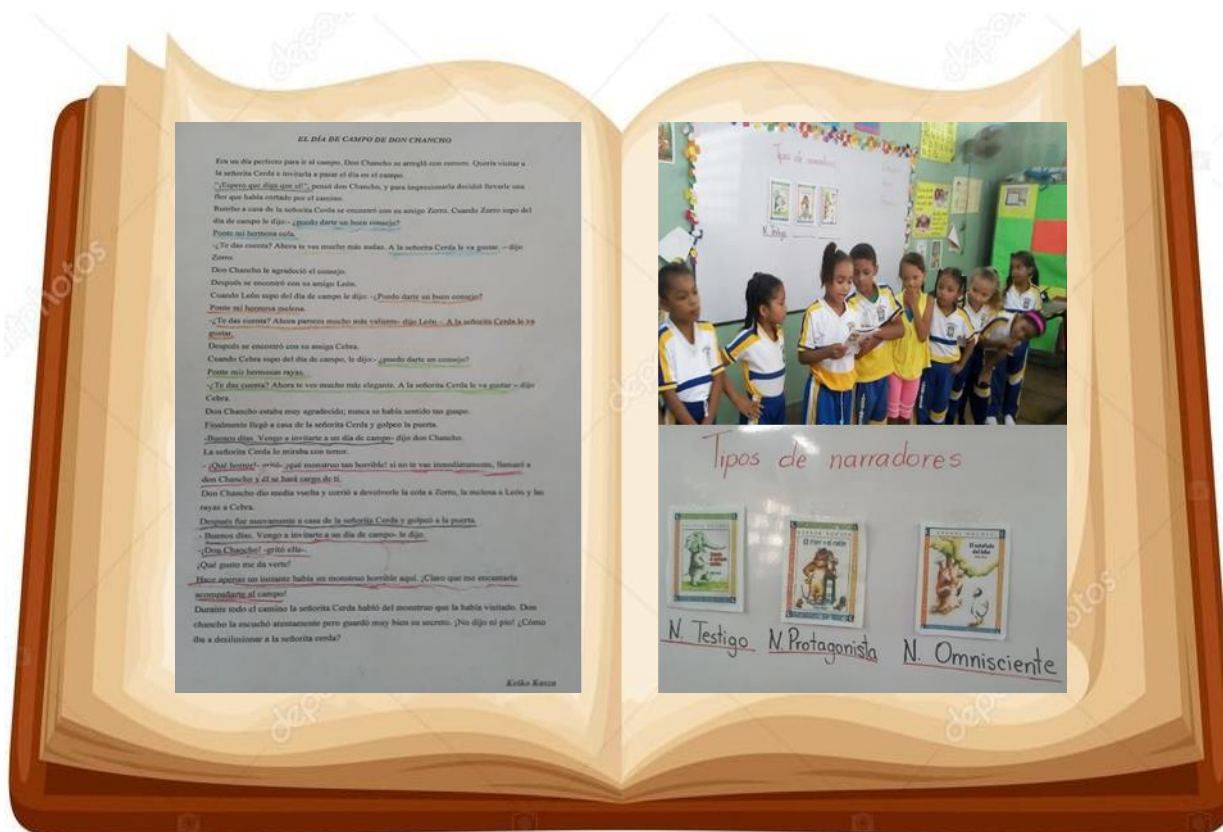 EL DÍA DE CAMPO DE DON CHANCHO
Era un día perfecto para ir al campo. Don Chancho se arregló con esmero. Quería visitar a
la señorita Cerda e invitarla a pasar el día en el campo.
"¡Espero que diga que sí!", pensó don Chancho, y para impresionarla decidió llevarle una
flor que había cortado por el camino.
Rumbo a casa de la señorita Cerda se encontró con su amigo Zorro. Cuando Zorro supo del
día de campo le dijo:- ¿puedo darte un buen consejo?
Ponte mi hermosa cola.
-¿Te das cuenta? Ahora te ves mucho más audaz. A la señorita Cerda le va gustar. – dijo
Zorro.
Don Chancho le agradeció el consejo.
Después se encontró con su amigo León.
Cuando León supo del día de campo le dijo: -¿Puedo darte un buen consejo?
Ponte mi hermosa melena.
-¿Te das cuenta? Ahora pareces mucho más valiente- dijo León -. A la señorita Cerda le va
gustar.
Después se encontró con su amiga Cebra.
Cuando Cebra supo del día de campo, le dijo:- ¿puedo darte un consejo?
Ponte mis hermosas rayas.
-¿Te das cuenta? Ahora te ves mucho más elegante. A la señorita Cerda le va gustar – dijo
Cebra.
Don Chancho estaba muy agradecido; nunca se había sentido tan guapo.
Finalmente llegó a casa de la señorita Cerda y golpeo la puerta.
-Buenos días. Vengo a invitarte a un día de campo- dijo don Chancho.
La señorita Cerda lo miraba con temor.
- ¡Qué horror!- gritó- ¡qué monstruo tan horrible! si no te vas inmediatamente, llamaré a
don Chancho y él se hará cargo de ti.
Don Chancho dio media vuelta y corrió a devolverle la cola a Zorro, la melena a León y las
rayas a Cebra.
Después fue nuevamente a casa de la señorita Cerda y golpeó a la puerta.
- Buenos días. Vengo a invitarte a un día de campo- le dijo.
-¡Don Chancho! -gritó ella-.
¡Qué gusto me da verte!
Hace apenas un instante había un monstruo horrible aquí. ¡Claro que me encantaría
acompañarte al campo!
Durante todo el camino la señorita Cerda habló del monstruo que la había visitado. Don
chancho la escuchó atentamente pero guardó muy bien su secreto. ¡No dijo ni pío! ¿Cómo
iba a desilusionar a la señorita cerda?
Keiko Kasza
Tipos de narradores
N. Testigo
Tipos de narradores
El tigre y el ratón
El estofado
del lobo
N. Testigo
N. Protagonista
N. Omnisciente
depositphotos